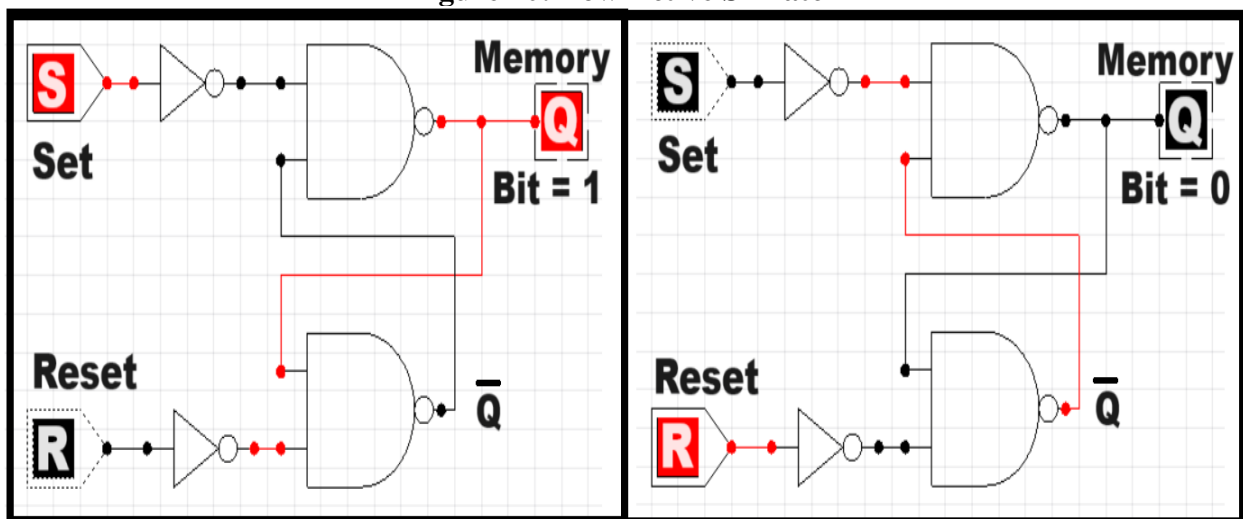 S
Memory
Q
Set
Bit = 1
Reset
R
Q
S
Memory
Q
Set
Bit = 0
Reset
R
Q